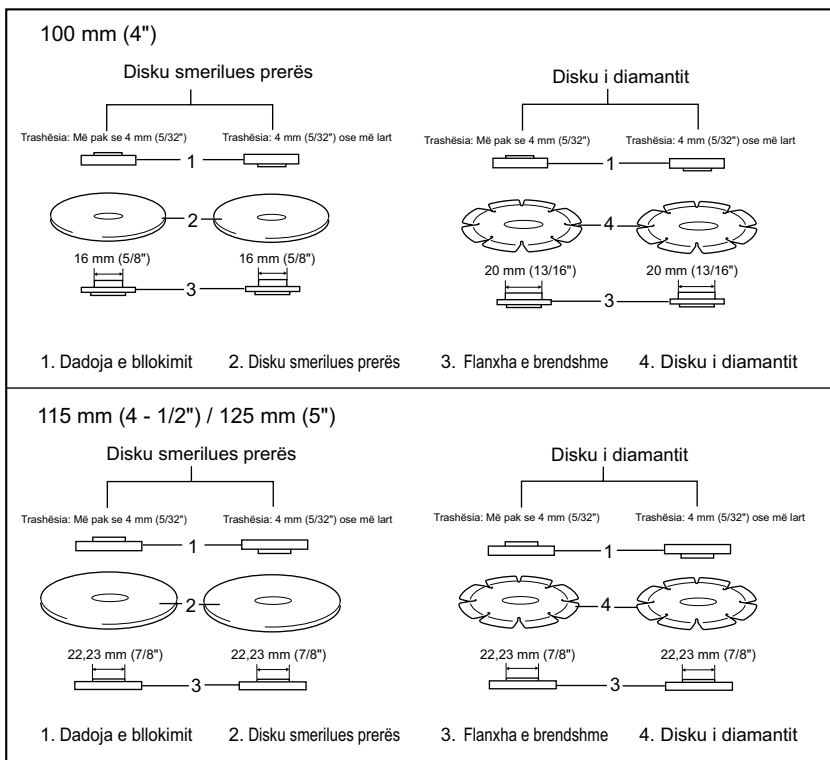 100 mm (4")
Disku smerilues prerës
Disku i diamantit
Trashësia: Më pak se 4 mm (5/32") Trashësia: 4 mm (5/32") ose më lart
Trashësia: Më pak se 4 mm (5/32") Trashësia: 4 mm (5/32") ose më lart
1
1
2
4
16 mm (5/8") 16 mm (5/8")
20 mm (13/16") 20 mm (13/16")
3
3
1. Dadoja e bllokimit 2. Disku smerilues prerës 3. Flanxha e brendshme 4. Disku i diamantit
115 mm (4 - 1/2") / 125 mm (5")
Disku smerilues prerës
Disku i diamantit
Trashësia: Më pak se 4 mm (5/32") Trashësia: 4 mm (5/32") ose më lart
Trashësia: Më pak se 4 mm (5/32") Trashësia: 4 mm (5/32") ose më lart
1
1
2
4
22,23 mm (7/8") 22,23 mm (7/8")
22,23 mm (7/8") 22,23 mm (7/8")
3
3
1. Dadoja e bllokimit 2. Disku smerilues prerës 3. Flanxha e brendshme 4. Disku i diamantit